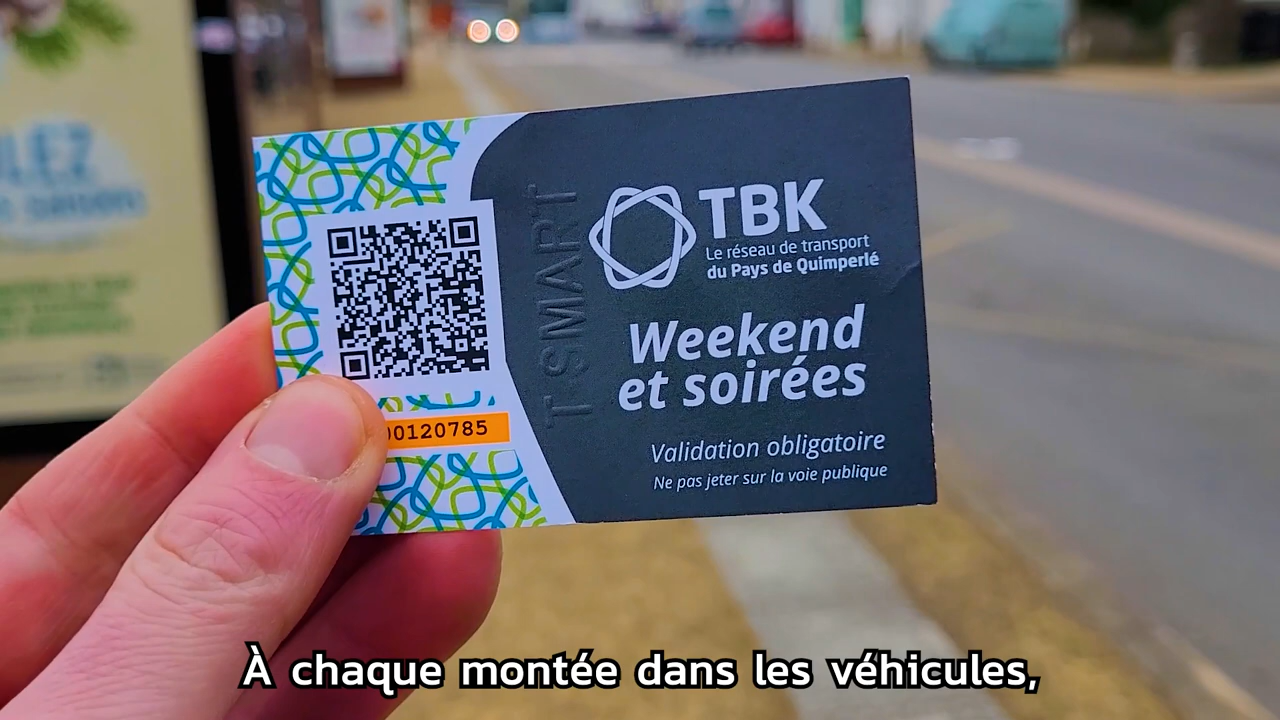 TBK
Le réseau de transport
du Pays de Quimperlé
T SMART
Weekend
et soirées
00120785
Validation obligatoire
Ne pas jeter sur la voie publique
À chaque montée dans les véhicules,